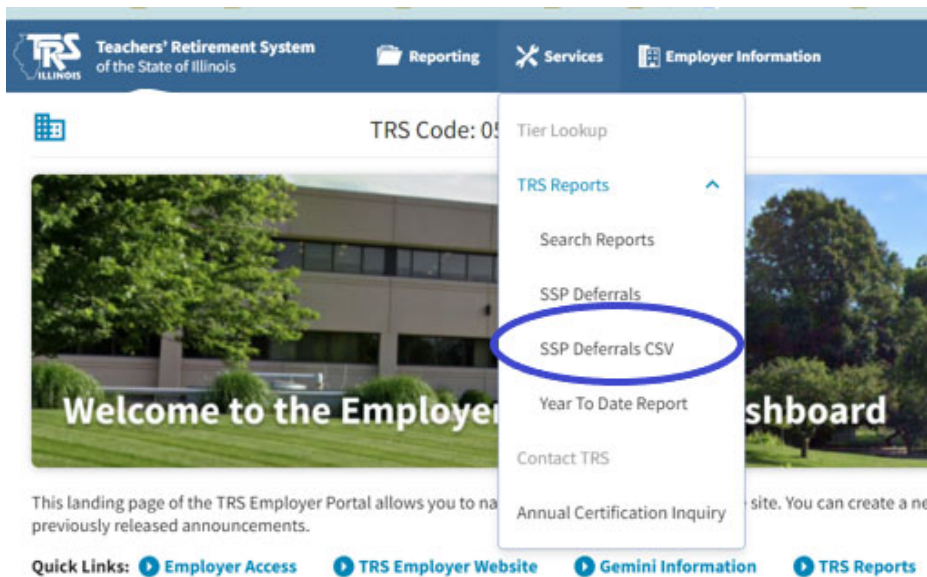 TRS
ILLINOIS
Teachers' Retirement System
of the State of Illinois
Reporting
Services
Employer Information
TRS Code: 05
Tier Lookup
TRS Reports
Search Reports
SSP Deferrals
SSP Deferrals CSV
Year To Date Report
Contact TRS
Annual Certification Inquiry
Welcome to the Employe shboard
This landing page of the TRS Employer Portal allows you to na site. You can create a ne
previously released announcements.
Quick Links: Employer Access TRS Employer Website Gemini Information TRS Reports